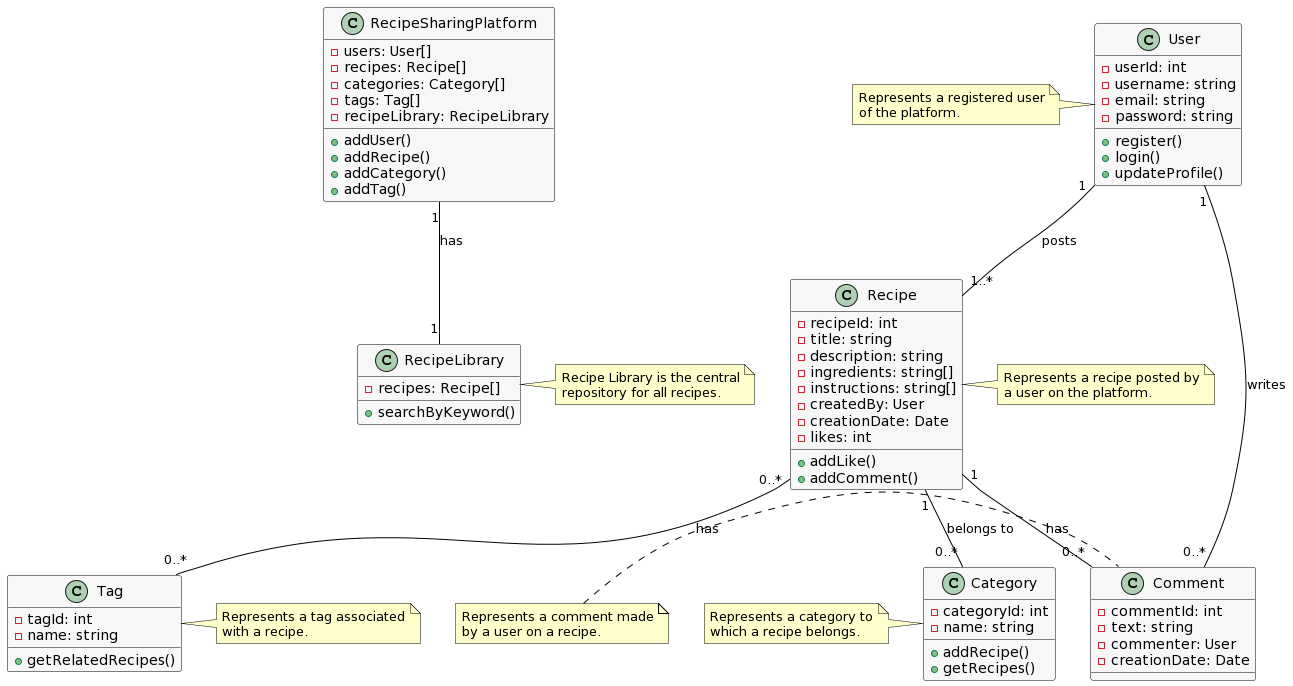 C RecipeSharingPlatform
users: User[]
recipes: Recipe[]
categories: Category[]
tags: Tag[]
recipeLibrary: RecipeLibrary
addUser()
addRecipe()
addCategory()
addTag()
C User
userId: int
username: string
email: string
password: string
register()
login()
updateProfile()
Represents a registered user
of the platform.
1
has
1
1
posts
1..*
1
writes
0..*
C RecipeLibrary
recipes: Recipe[]
searchByKeyword()
Recipe Library is the central
repository for all recipes.
C Recipe
recipeId: int
title: string
description: string
ingredients: string[]
instructions: string[]
createdBy: User
creationDate: Date
likes: int
addLike()
addComment()
Represents a recipe posted by
a user on the platform.
0..*
has
0..*
1
belongs to
0..*
1
has
0..*
C Tag
tagId: int
name: string
getRelatedRecipes()
Represents a tag associated
with a recipe.
Represents a comment made
by a user on a recipe.
Represents a category to
which a recipe belongs.
C Category
categoryId: int
name: string
addRecipe()
getRecipes()
C Comment
commentId: int
text: string
commenter: User
creationDate: Date